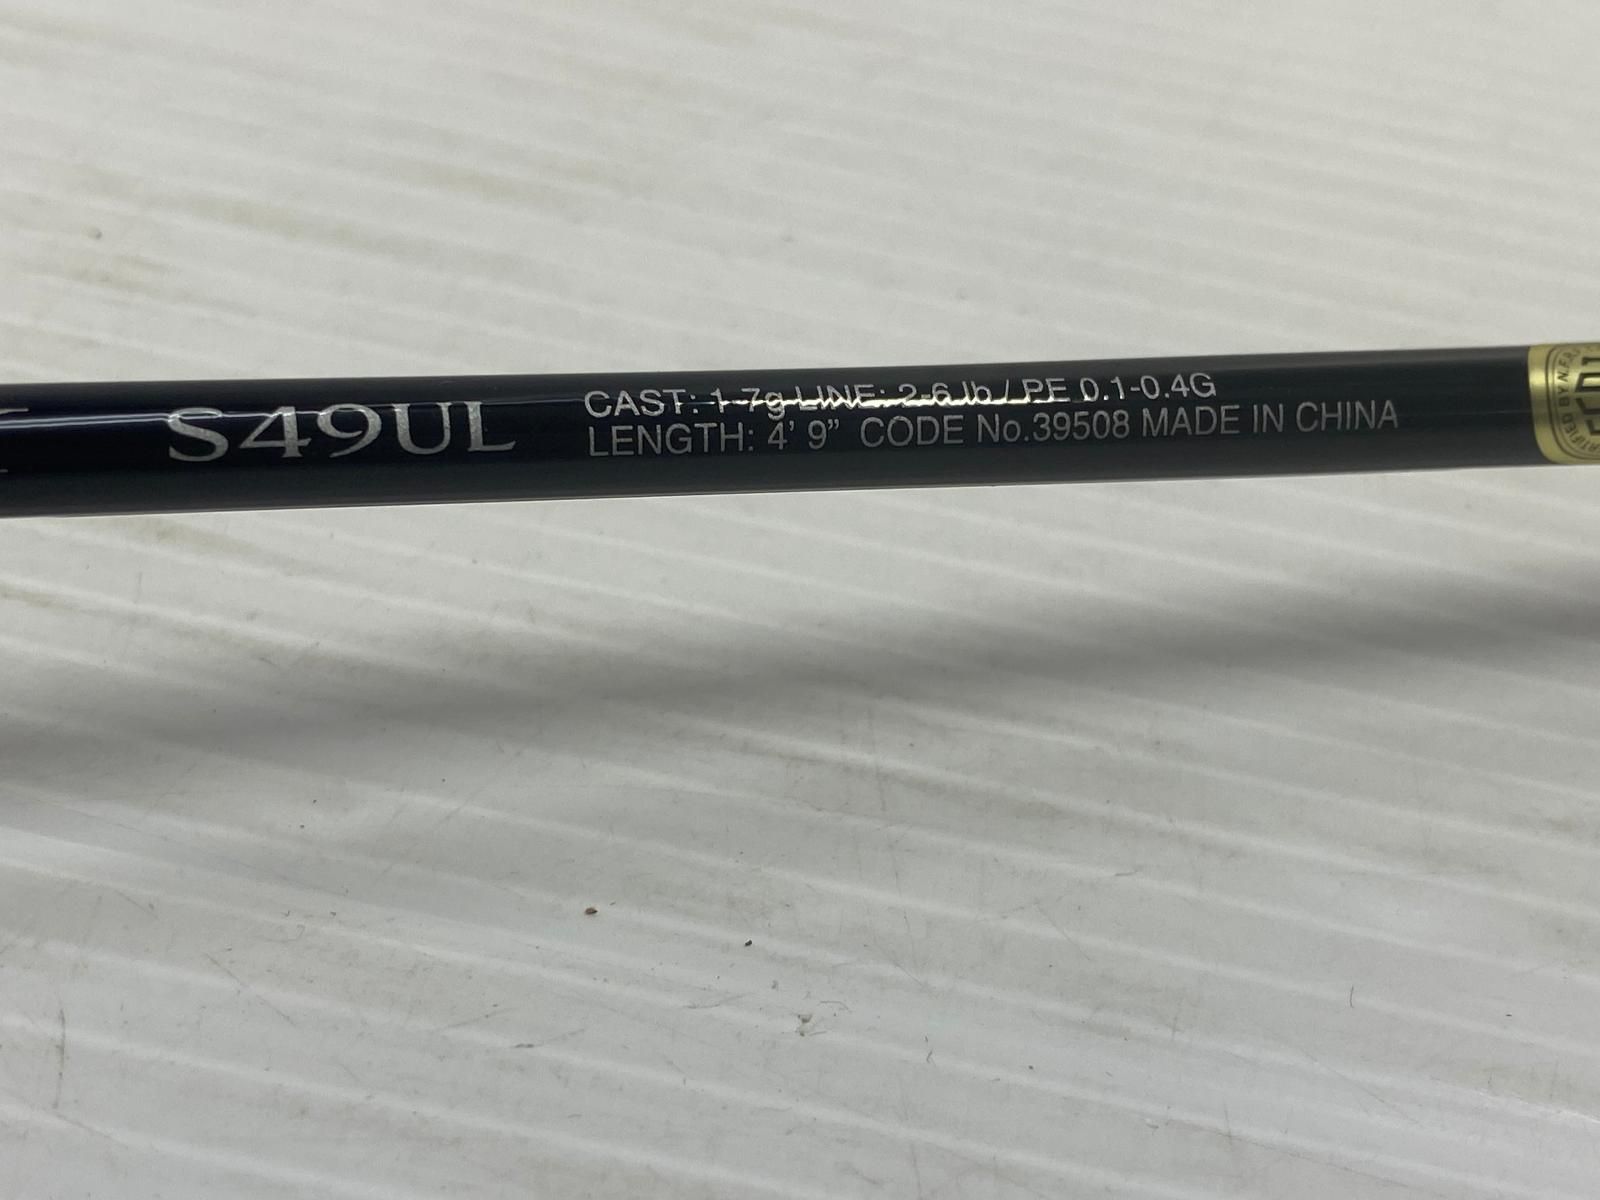 S49UL
CAST: 1-7g LINE: 2-6 lb / PE 0.1-0.4G
LENGTH: 4' 9" CODE No.39508 MADE IN CHINA